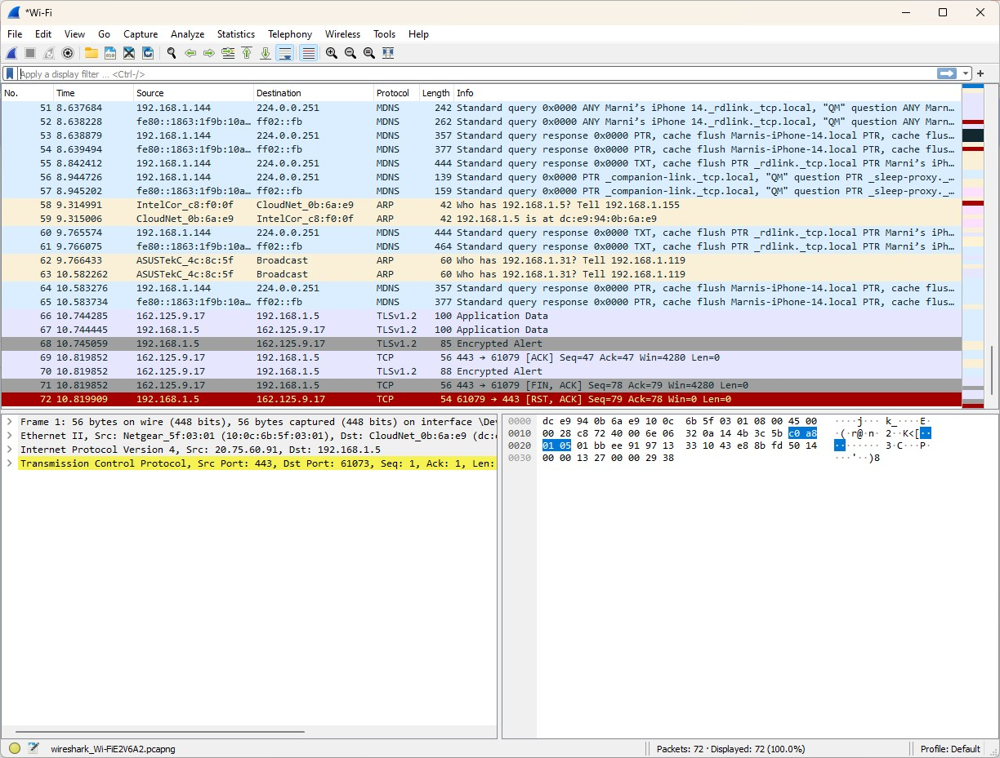 *Wi-Fi
File Edit View Go Capture Analyze Statistics Telephony Wireless Tools Help
Apply a display filter ... <Ctrl-/>
No. Time Source Destination Protocol Length Info
51 8.637684 192.168.1.144 224.0.0.251 MDNS 242 Standard query 0x0000 ANY Marni’s iPhone 14._rdlink._tcp.local, "QM" question ANY Marn…
52 8.638228 fe80::1863:1f9b:10a… ff02::fb MDNS 262 Standard query 0x0000 ANY Marni’s iPhone 14._rdlink._tcp.local, "QM" question ANY Marn…
53 8.638879 192.168.1.144 224.0.0.251 MDNS 357 Standard query response 0x0000 PTR, cache flush Marnis-iPhone-14.local PTR, cache flus…
54 8.639494 fe80::1863:1f9b:10a… ff02::fb MDNS 377 Standard query response 0x0000 PTR, cache flush Marnis-iPhone-14.local PTR, cache flus…
55 8.842412 192.168.1.144 224.0.0.251 MDNS 444 Standard query response 0x0000 TXT, cache flush PTR _rdlink._tcp.local PTR Marni’s iPh…
56 8.944726 192.168.1.144 224.0.0.251 MDNS 139 Standard query 0x0000 PTR _companion-link._tcp.local, "QM" question PTR _sleep-proxy._…
57 8.945202 fe80::1863:1f9b:10a… ff02::fb MDNS 159 Standard query 0x0000 PTR _companion-link._tcp.local, "QM" question PTR _sleep-proxy._…
58 9.314991 IntelCor_c8:f0:0f CloudNet_0b:6a:e9 ARP 42 Who has 192.168.1.5? Tell 192.168.1.155
59 9.315006 CloudNet_0b:6a:e9 IntelCor_c8:f0:0f ARP 42 192.168.1.5 is at dc:e9:94:0b:6a:e9
60 9.765574 192.168.1.144 224.0.0.251 MDNS 444 Standard query response 0x0000 TXT, cache flush PTR _rdlink._tcp.local PTR Marni’s iPh…
61 9.766075 fe80::1863:1f9b:10a… ff02::fb MDNS 464 Standard query response 0x0000 TXT, cache flush PTR _rdlink._tcp.local PTR Marni’s iPh…
62 9.766433 ASUSTekC_4c:8c:5f Broadcast ARP 60 Who has 192.168.1.31? Tell 192.168.1.119
63 10.582262 ASUSTekC_4c:8c:5f Broadcast ARP 60 Who has 192.168.1.31? Tell 192.168.1.119
64 10.583276 192.168.1.144 224.0.0.251 MDNS 357 Standard query response 0x0000 PTR, cache flush Marnis-iPhone-14.local PTR, cache flus…
65 10.583734 fe80::1863:1f9b:10a… ff02::fb MDNS 377 Standard query response 0x0000 PTR, cache flush Marnis-iPhone-14.local PTR, cache flus…
66 10.744285 162.125.9.17 192.168.1.5 TLSv1.2 100 Application Data
67 10.744445 192.168.1.5 162.125.9.17 TLSv1.2 100 Application Data
68 10.745059 192.168.1.5 162.125.9.17 TLSv1.2 85 Encrypted Alert
69 10.819852 162.125.9.17 192.168.1.5 TCP 56 443 → 61079 [ACK] Seq=47 Ack=47 Win=4280 Len=0
70 10.819852 162.125.9.17 192.168.1.5 TLSv1.2 88 Encrypted Alert
71 10.819852 162.125.9.17 192.168.1.5 TCP 56 443 → 61079 [FIN, ACK] Seq=78 Ack=79 Win=4280 Len=0
72 10.819909 192.168.1.5 162.125.9.17 TCP 54 61079 → 443 [RST, ACK] Seq=79 Ack=78 Win=0 Len=0
Frame 1: 56 bytes on wire (448 bits), 56 bytes captured (448 bits) on interface \De
Ethernet II, Src: Netgear_5f:03:01 (10:0c:6b:5f:03:01), Dst: CloudNet_0b:6a:e9 (dc:
Internet Protocol Version 4, Src: 20.75.60.91, Dst: 192.168.1.5
Transmission Control Protocol, Src Port: 443, Dst Port: 61073, Seq: 1, Ack: 1, Len:
0000 dc e9 94 0b 6a e9 10 0c 6b 5f 03 01 08 00 45 00 ····j··· k_····E·
0010 00 28 c8 72 40 00 6e 06 32 0a 14 4b 3c 5b c0 a8 ·(·r@·n· 2··K<[··
0020 01 05 01 bb ee 91 97 13 33 10 43 e8 8b fd 50 14 ········ 3·C···P·
0030 00 00 13 27 00 00 29 38 ···'··)8
wireshark_Wi-FiE2V6A2.pcapng Packets: 72 · Displayed: 72 (100.0%) Profile: Default